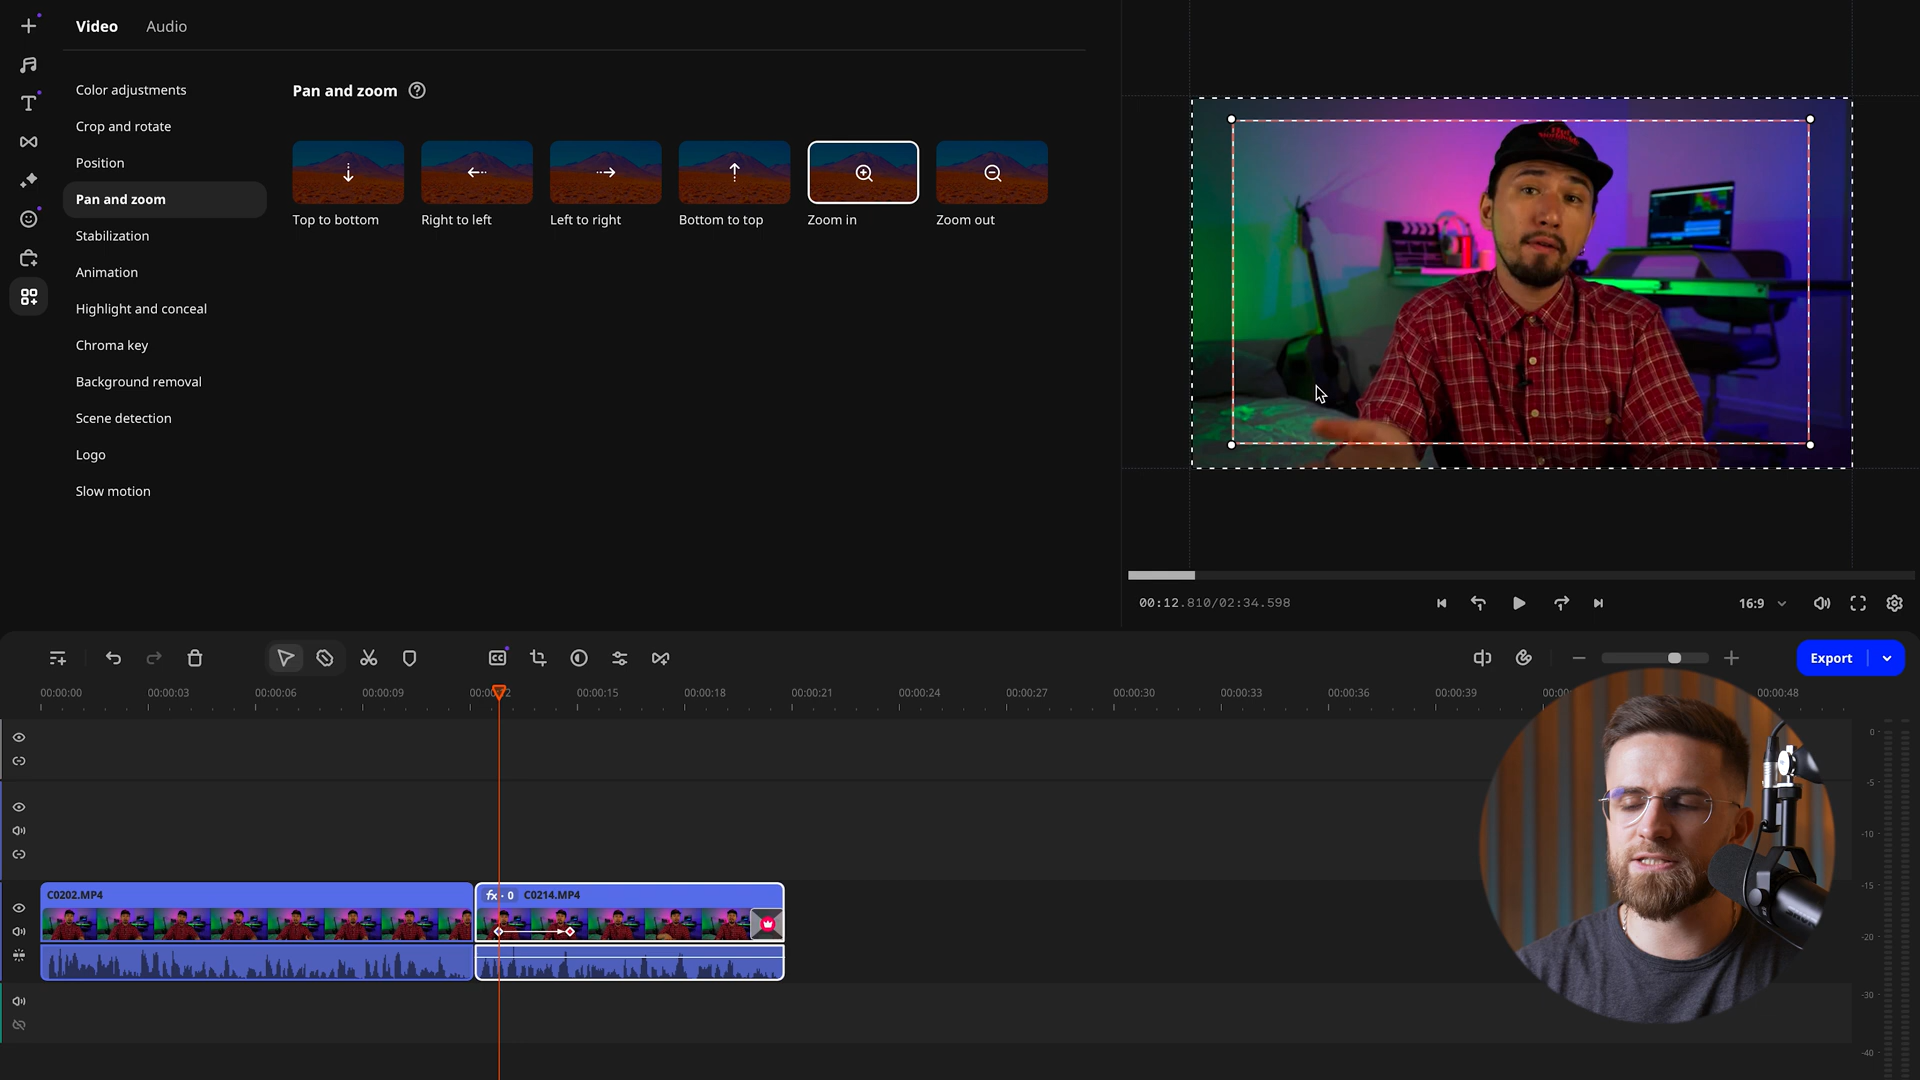 Video Audio
Color adjustments
Crop and rotate
Position
Pan and zoom
Stabilization
Animation
Highlight and conceal
Chroma key
Background removal
Scene detection
Logo
Slow motion
Pan and zoom ?
Top to bottom Right to left Left to right Bottom to top Zoom in Zoom out
00:12.810/02:34.598
16:9
CC
Export
00:00:00 00:00:03 00:00:06 00:00:09 00:00:15 00:00:18 00:00:21 00:00:24 00:00:27 00:00:30 00:00:33 00:00:36 00:00:39 00:00:48
C0202.MP4
fx · 0 C0214.MP4
0
-5
-10
-15
-20
-30
-40